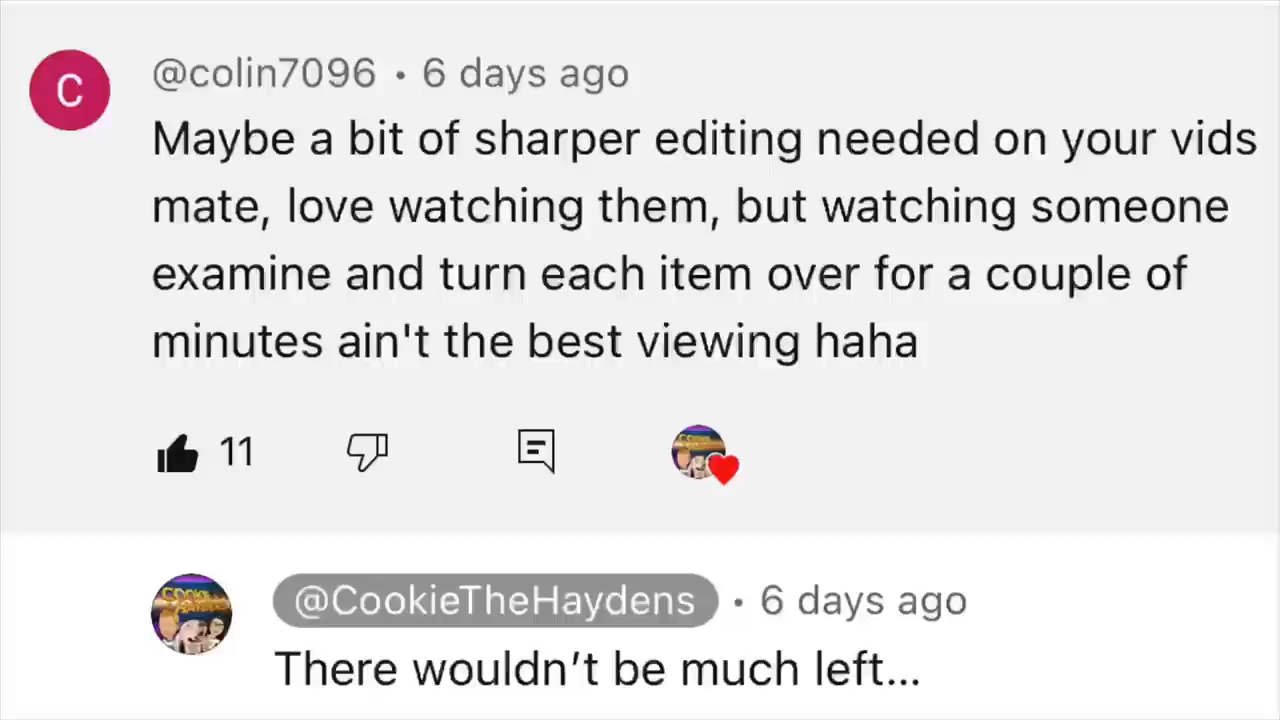 C
@colin7096 • 6 days ago
Maybe a bit of sharper editing needed on your vids
mate, love watching them, but watching someone
examine and turn each item over for a couple of
minutes ain't the best viewing haha
11
@CookieTheHaydens • 6 days ago
There wouldn’t be much left...